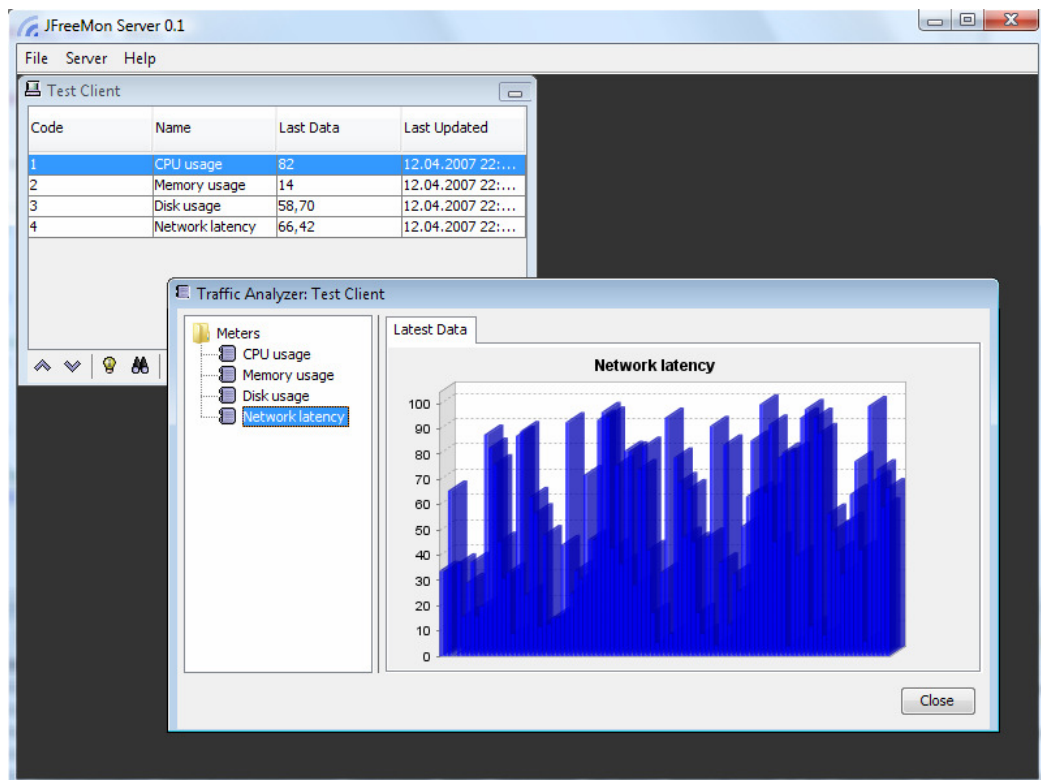 JFreeMon Server 0.1
File Server Help
Test Client
Code Name Last Data Last Updated
1 CPU usage 82 12.04.2007 22:...
2 Memory usage 14 12.04.2007 22:...
3 Disk usage 58,70 12.04.2007 22:...
4 Network latency 66,42 12.04.2007 22:...
Traffic Analyzer: Test Client
Meters
CPU usage
Memory usage
Disk usage
Network latency
Latest Data
Network latency
100
90
80
70
60
50
40
30
20
10
0
Close